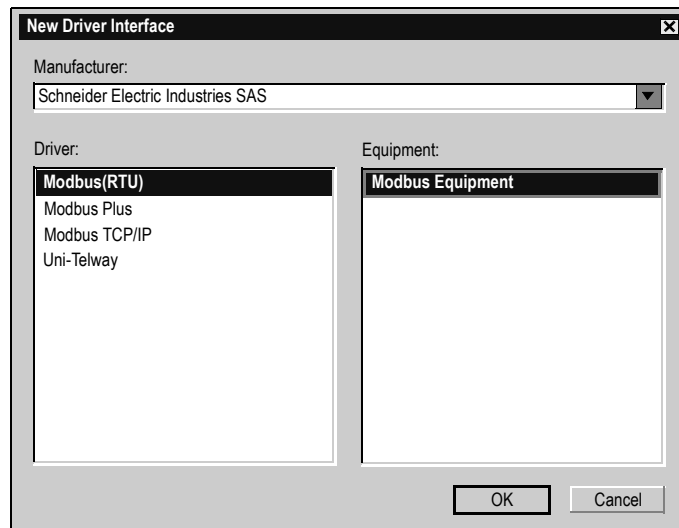 New Driver Interface
Manufacturer:
Schneider Electric Industries SAS
Driver:
Modbus(RTU)
Modbus Plus
Modbus TCP/IP
Uni-Telway
Equipment:
Modbus Equipment
OK
Cancel